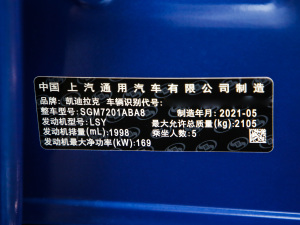 中国 上汽通用汽车有限公司制造
品牌：凯迪拉克 车辆识别代号：
整车型号：SGM7201ABA8 制造年月：2021-05
发动机型号：LSY 最大允许总质量(kg)：2105
发动机排量(mL)：1998 乘坐人数：5
发动机最大净功率(kW)：169